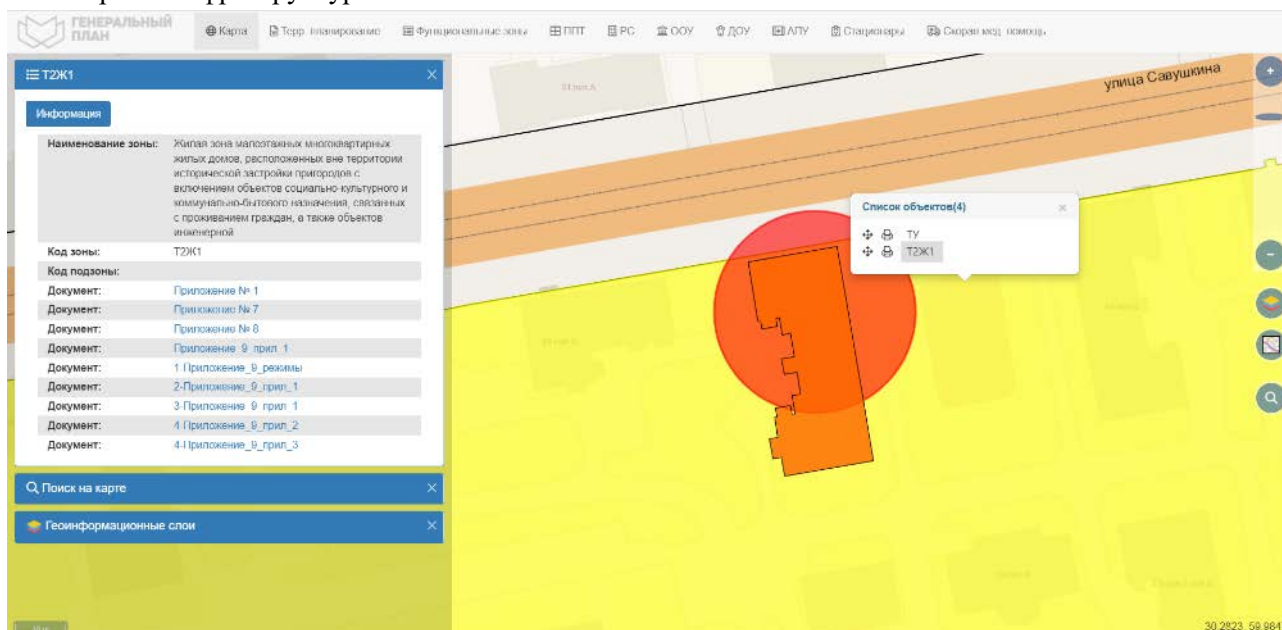 ГЕНЕРАЛЬНЫЙ
ПЛАН
Карта
Терр. планирование
Функциональные зоны
ППТ
РС
ООУ
ДОУ
АПУ
Стационары
Скорая мед. помощь
Т2Ж1
Информация
Наименование зоны: Жилая зона малоэтажных многоквартирных
жилых домов, расположенных вне территории
исторической застройки пригородов с
включением объектов социально-культурного и
коммунально-бытового назначения, связанных
с проживанием граждан, а также объектов
инженерной
Код зоны: Т2Ж1
Код подзоны:
Документ: Приложение № 1
Документ: Приложение № 7
Документ: Приложение № 8
Документ: Приложение_9_прил_1
Документ: 1-Приложение_9_режимы
Документ: 2-Приложение_9_прил_1
Документ: 3-Приложение_9_прил_1
Документ: 4-Приложение_9_прил_2
Документ: 4-Приложение_9_прил_3
Поиск на карте
Геоинформационные слои
улица Савушкина
Список объектов(4)
ТУ
Т2Ж1
30.2823, 59.984